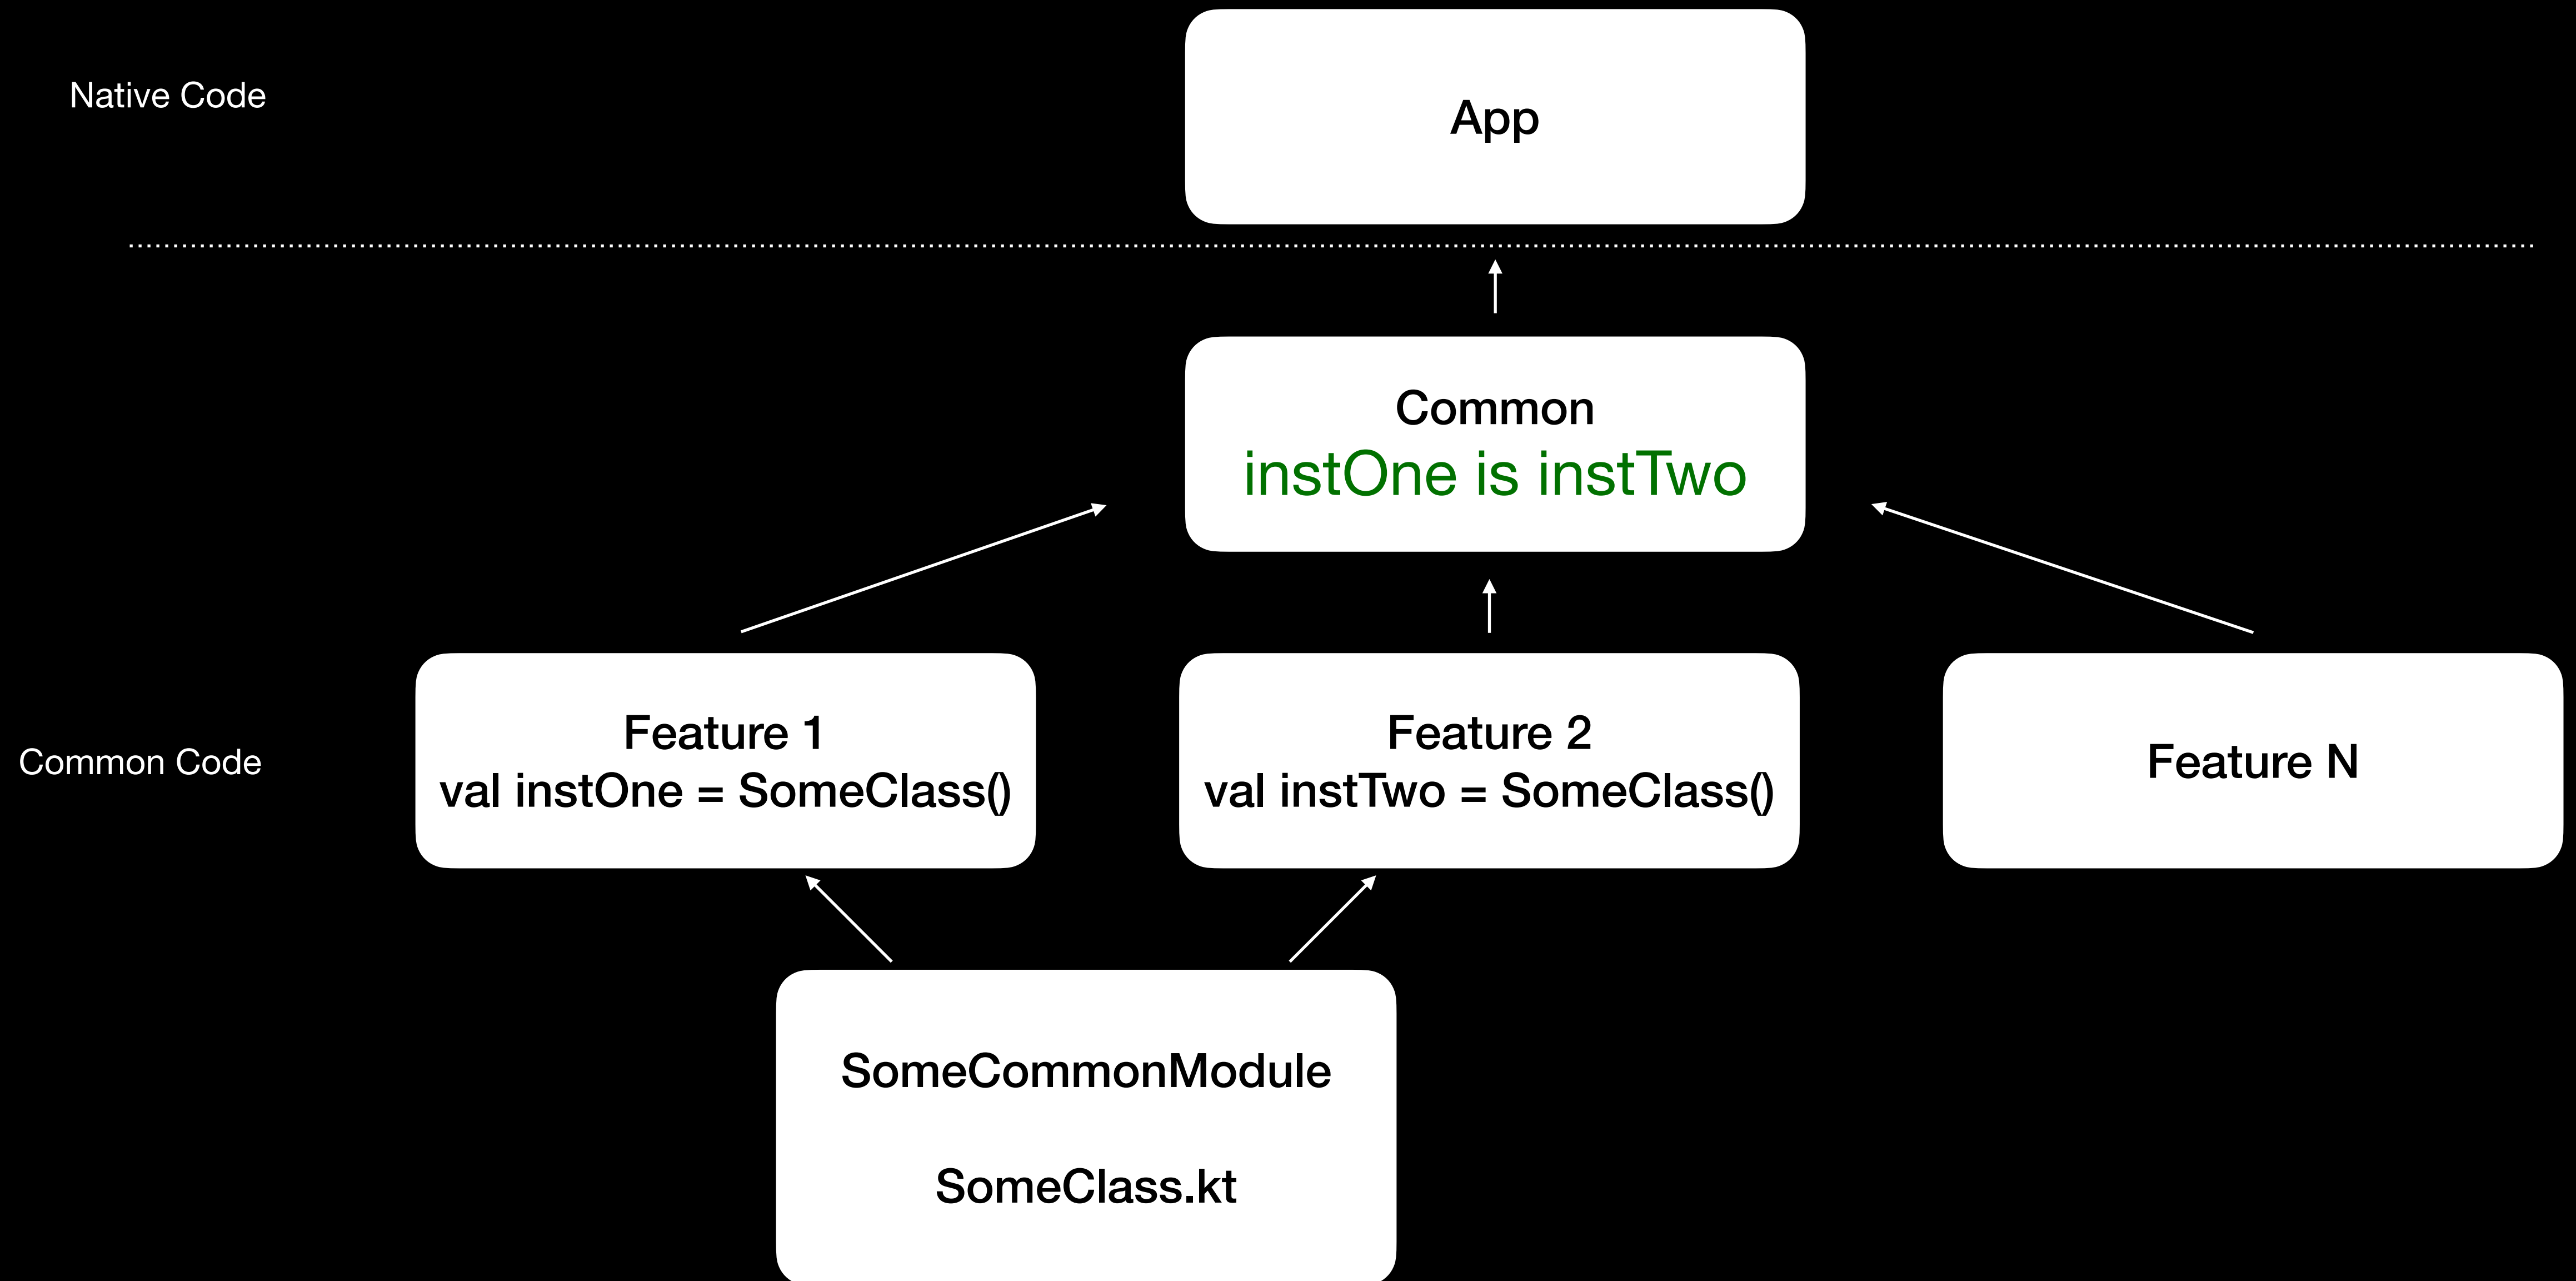 Native Code
App
Common
instOne is instTwo
Common Code
Feature 1
val instOne = SomeClass()
Feature 2
val instTwo = SomeClass()
Feature N
SomeCommonModule
SomeClass.kt